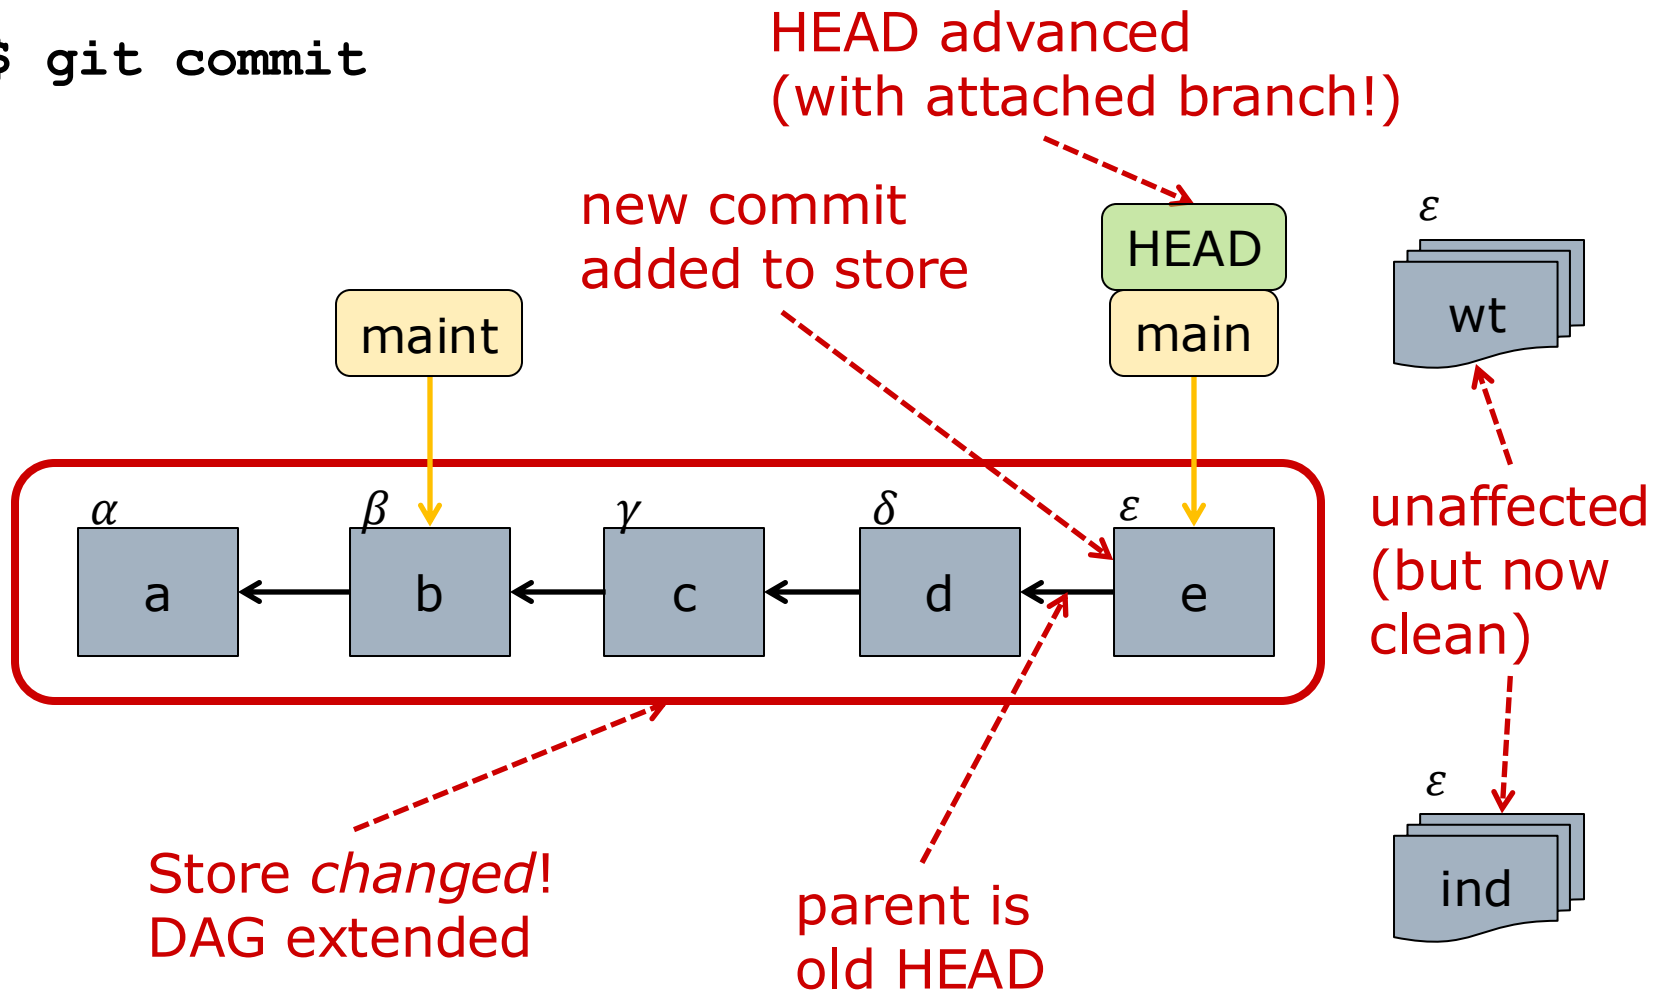 $ git commit
HEAD advanced
(with attached branch!)
new commit
added to store
HEAD
main
maint
ε
wt
α
β
γ
δ
ε
a
b
c
d
e
unaffected
(but now
clean)
Store changed!
DAG extended
parent is
old HEAD
ε
ind